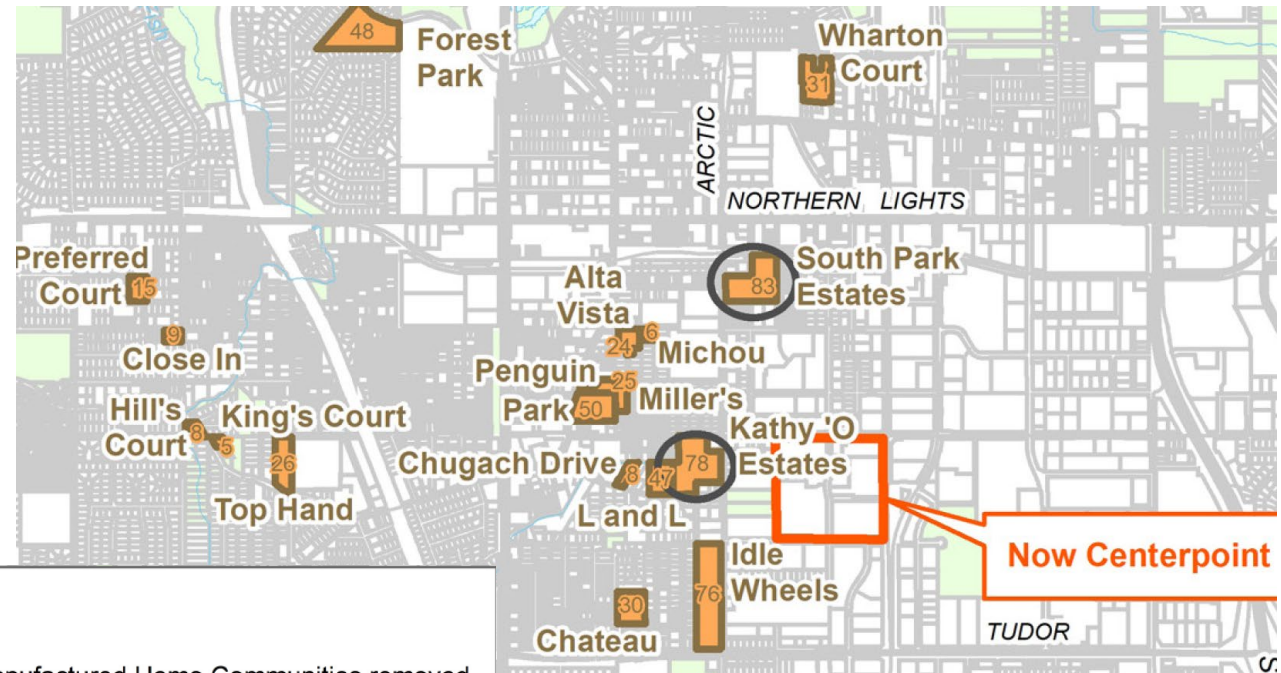 48
Forest
Park
Wharton
Court
31
ARCTIC
NORTHERN LIGHTS
Preferred
Court
15
South Park
Estates
83
Alta
Vista
6
24
Michou
9
Close In
Penguin
Park
25
50
Miller's
Hill's
Court
8
5
King's Court
26
Top Hand
Kathy 'O
Estates
78
Chugach Drive
8
47
L and L
Now Centerpoint
Idle
Wheels
76
30
Chateau
TUDOR